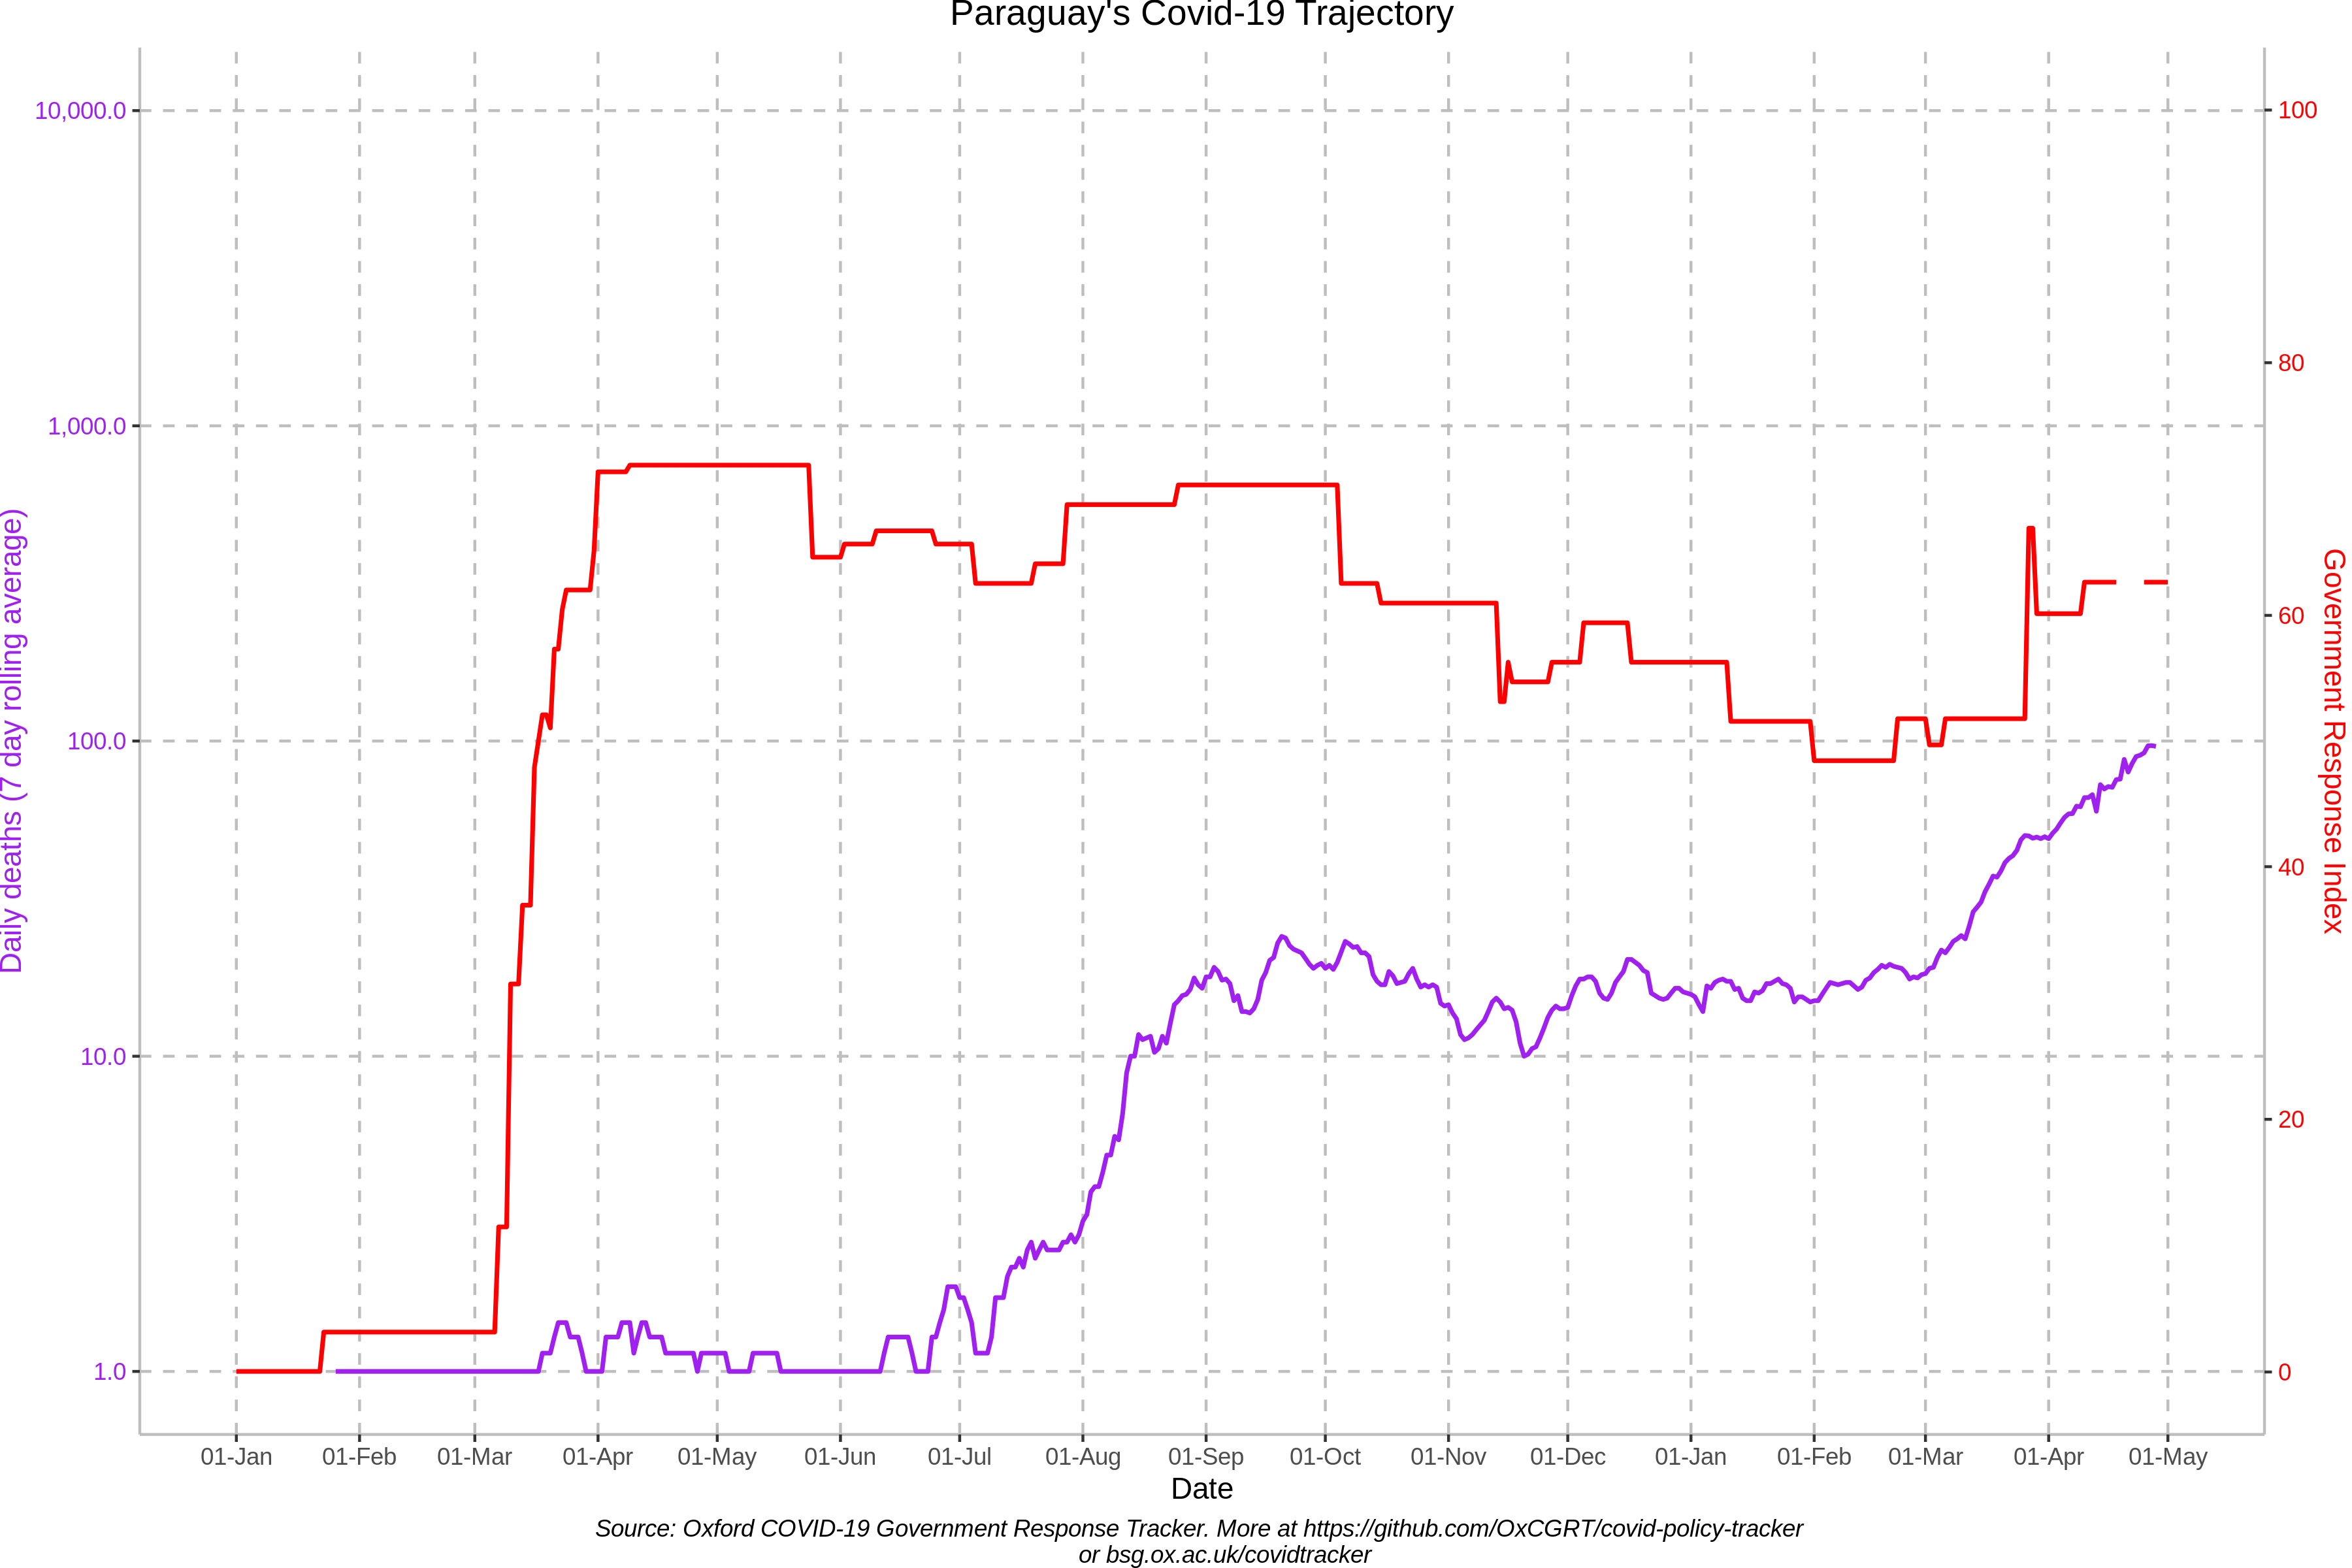 Paraguay's Covid-19 Trajectory
10,000.0
1,000.0
100.0
10.0
1.0
Daily deaths (7 day rolling average)
100
80
60
40
20
0
Government Response Index
01-Jan 01-Feb 01-Mar 01-Apr 01-May 01-Jun 01-Jul 01-Aug 01-Sep 01-Oct 01-Nov 01-Dec 01-Jan 01-Feb 01-Mar 01-Apr 01-May
Date
Source: Oxford COVID-19 Government Response Tracker. More at https://github.com/OxCGRT/covid-policy-tracker
or bsg.ox.ac.uk/covidtracker